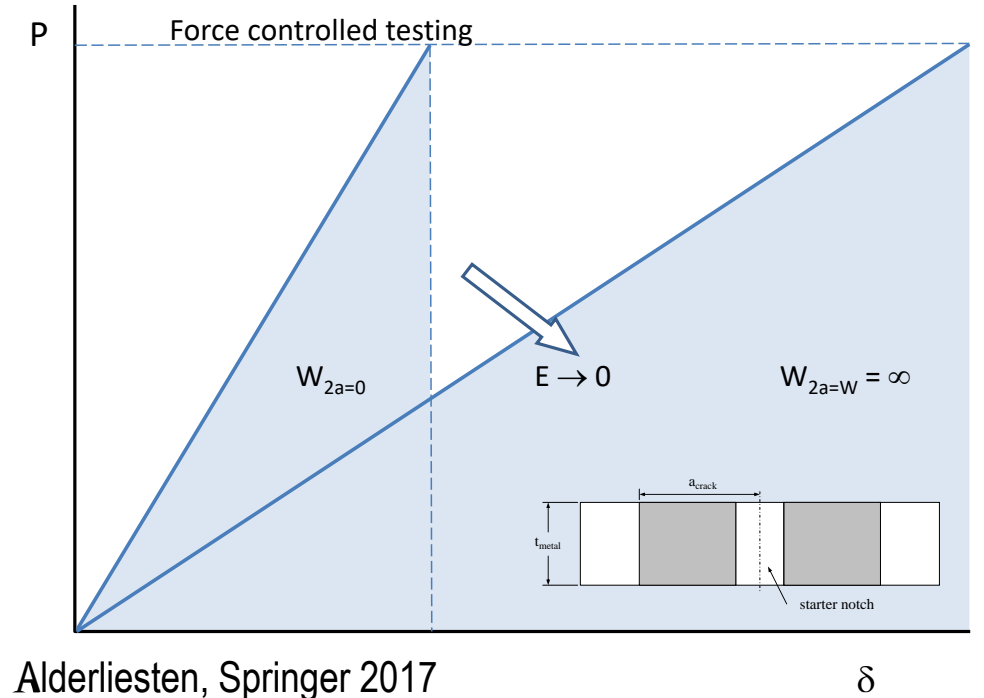 P
Force controlled testing
W2a=0
E → 0
W2a=W = ∞
acrack
tmetal
starter notch
Alderliesten, Springer 2017
δ